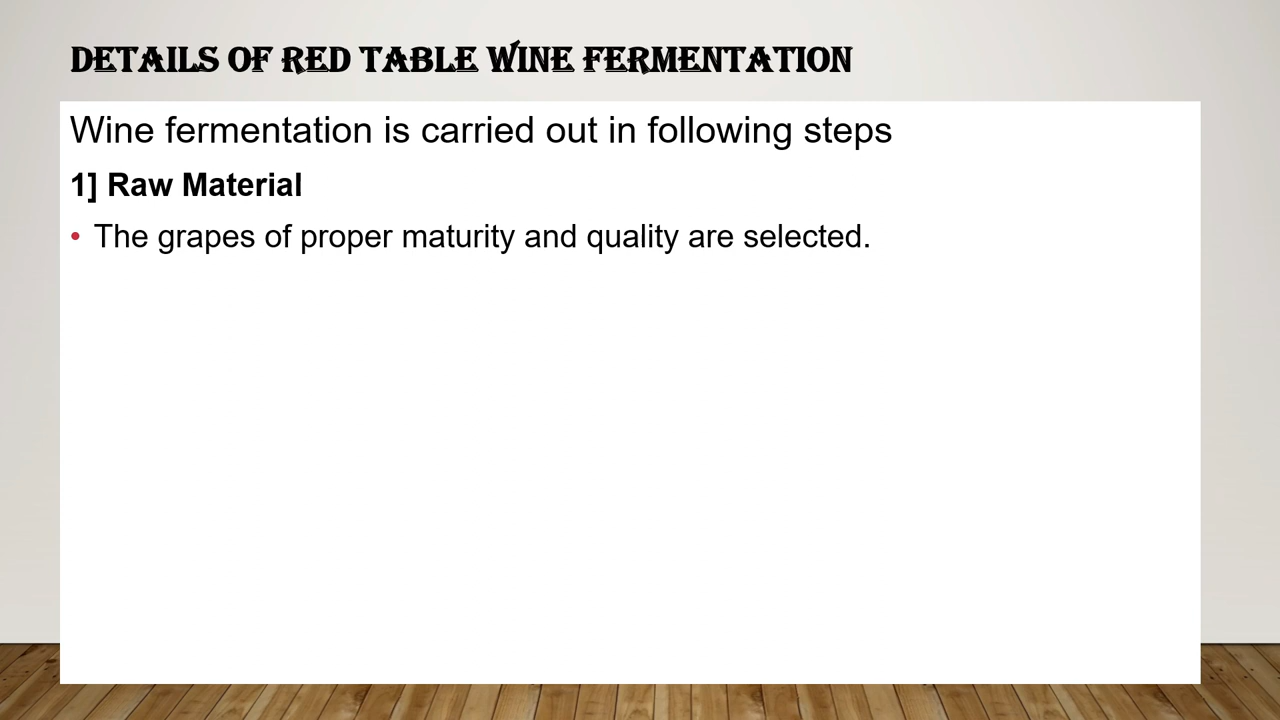 DETAILS OF RED TABLE WINE FERMENTATION
Wine fermentation is carried out in following steps
1] Raw Material
• The grapes of proper maturity and quality are selected.